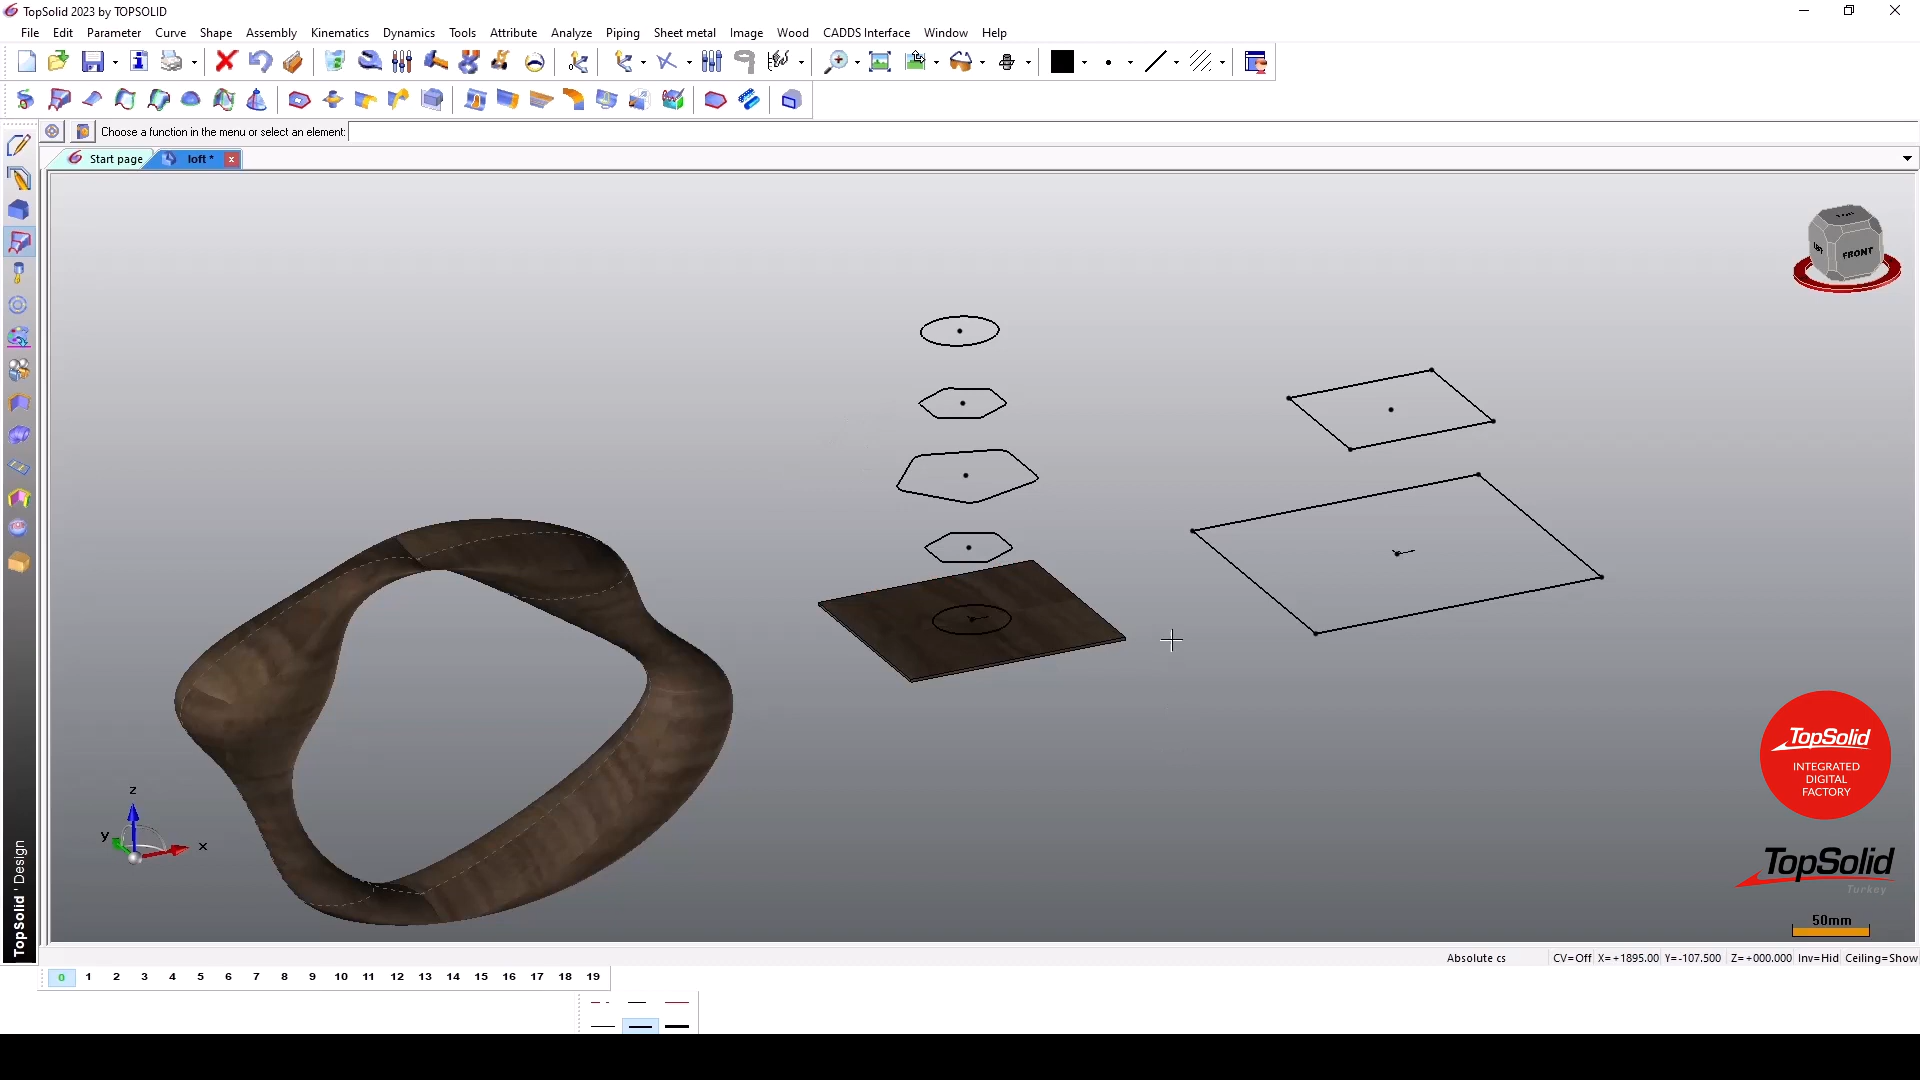 TopSolid 2023 by TOPSOLID
File Edit Parameter Curve Shape Assembly Kinematics Dynamics Tools Attribute Analyze Piping Sheet metal Image Wood CADDS Interface Window Help
Choose a function in the menu or select an element:
Start page loft * x
FRONT
z
y
x
TopSolid
INTEGRATED
DIGITAL
FACTORY
TopSolid
Turkey
50mm
TopSolid ' Design
Absolute cs CV=Off X=+1895.00 Y=-107.500 Z=+000.000 Inv=Hid Ceiling=Show
0 1 2 3 4 5 6 7 8 9 10 11 12 13 14 15 16 17 18 19